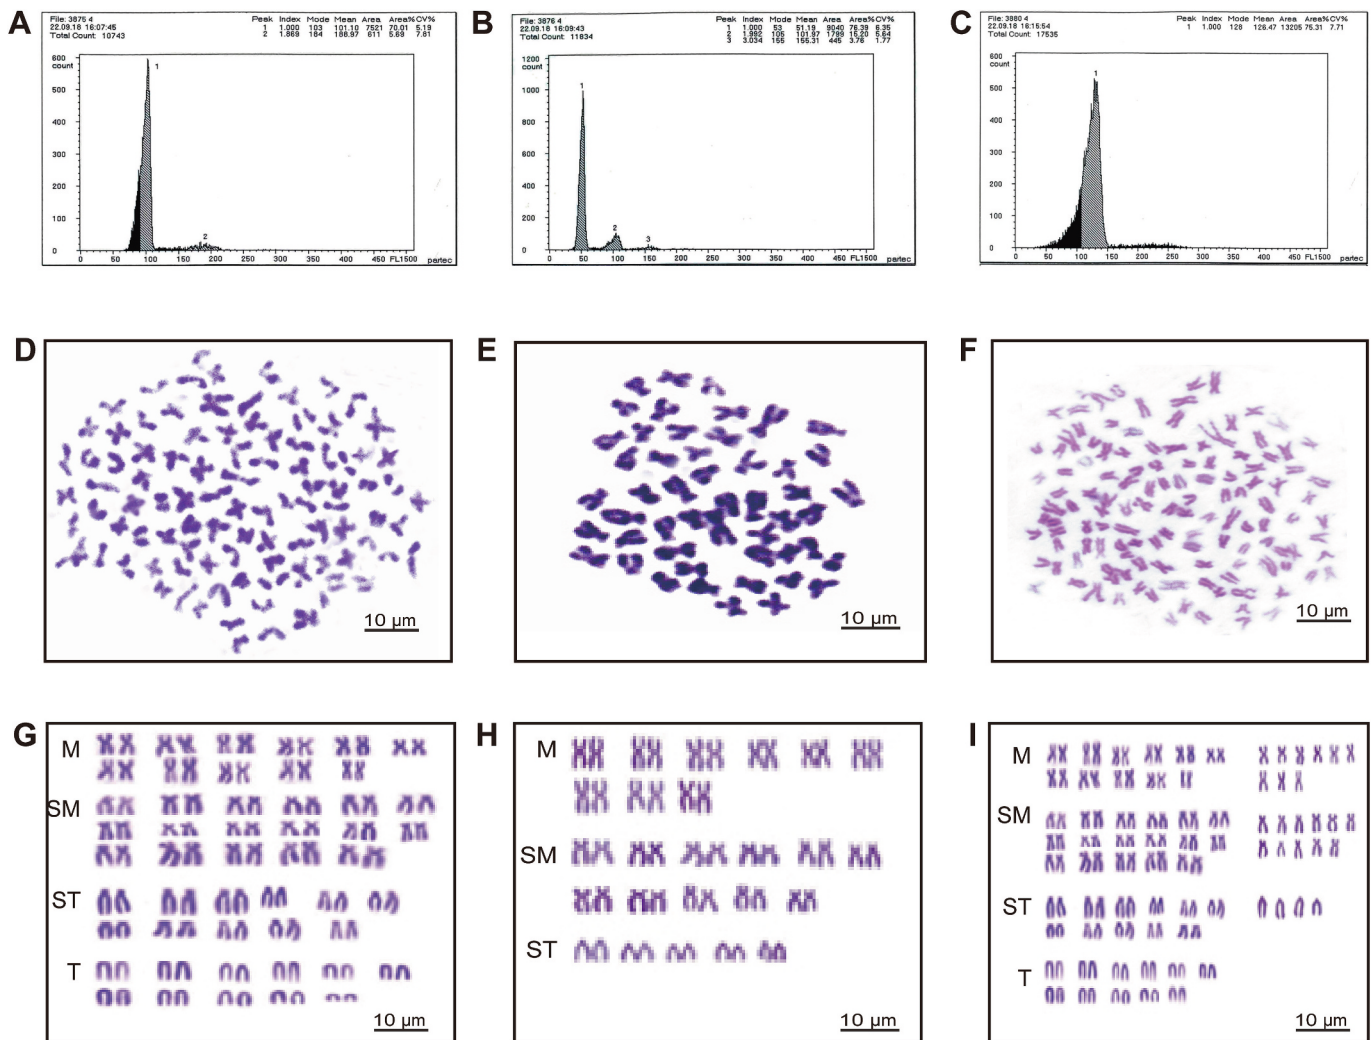 A
File: 3875 4
22.09.18 16:07:45
Total Count: 10743
Peak Index Mode Mean Area Area% CV%
1 1.000 103 101.10 7521 70.01 5.19
2 1.869 184 188.97 611 5.69 7.81
600
count
500
400
300
200
100
0
1
2
0 50 100 150 200 250 300 350 400 450 FL1500 partec
B
File: 3876 4
22.09.18 16:09:43
Total Count: 11834
Peak Index Mode Mean Area Area% CV%
1 1.000 53 51.19 9040 76.39 6.35
2 1.992 105 101.97 1799 15.20 5.64
3 3.034 155 155.31 445 3.76 1.77
1200
count
1000
800
600
400
200
0
1
2
3
0 50 100 150 200 250 300 350 400 450 FL1500 partec
C
File: 3880 4
22.09.18 16:15:54
Total Count: 17535
Peak Index Mode Mean Area Area% CV%
1 1.000 128 126.47 13205 75.31 7.71
600
count
500
400
300
200
100
0
1
0 50 100 150 200 250 300 350 400 450 FL1500 partec
D
10 µm
E
10 µm
F
10 µm
G
M
SM
ST
T
10 µm
H
M
SM
ST
10 µm
I
M
SM
ST
T
10 µm